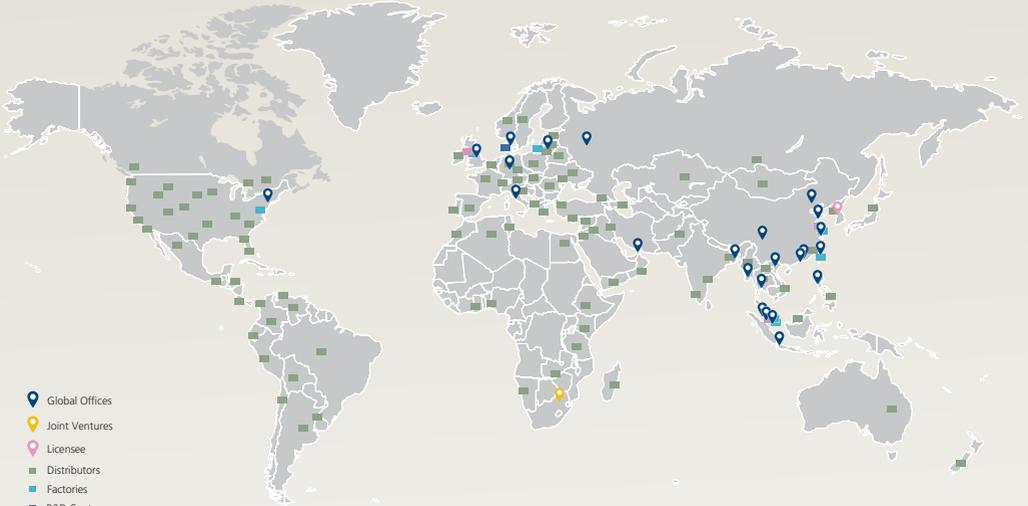 Global Offices
Joint Ventures
Licensee
Distributors
Factories